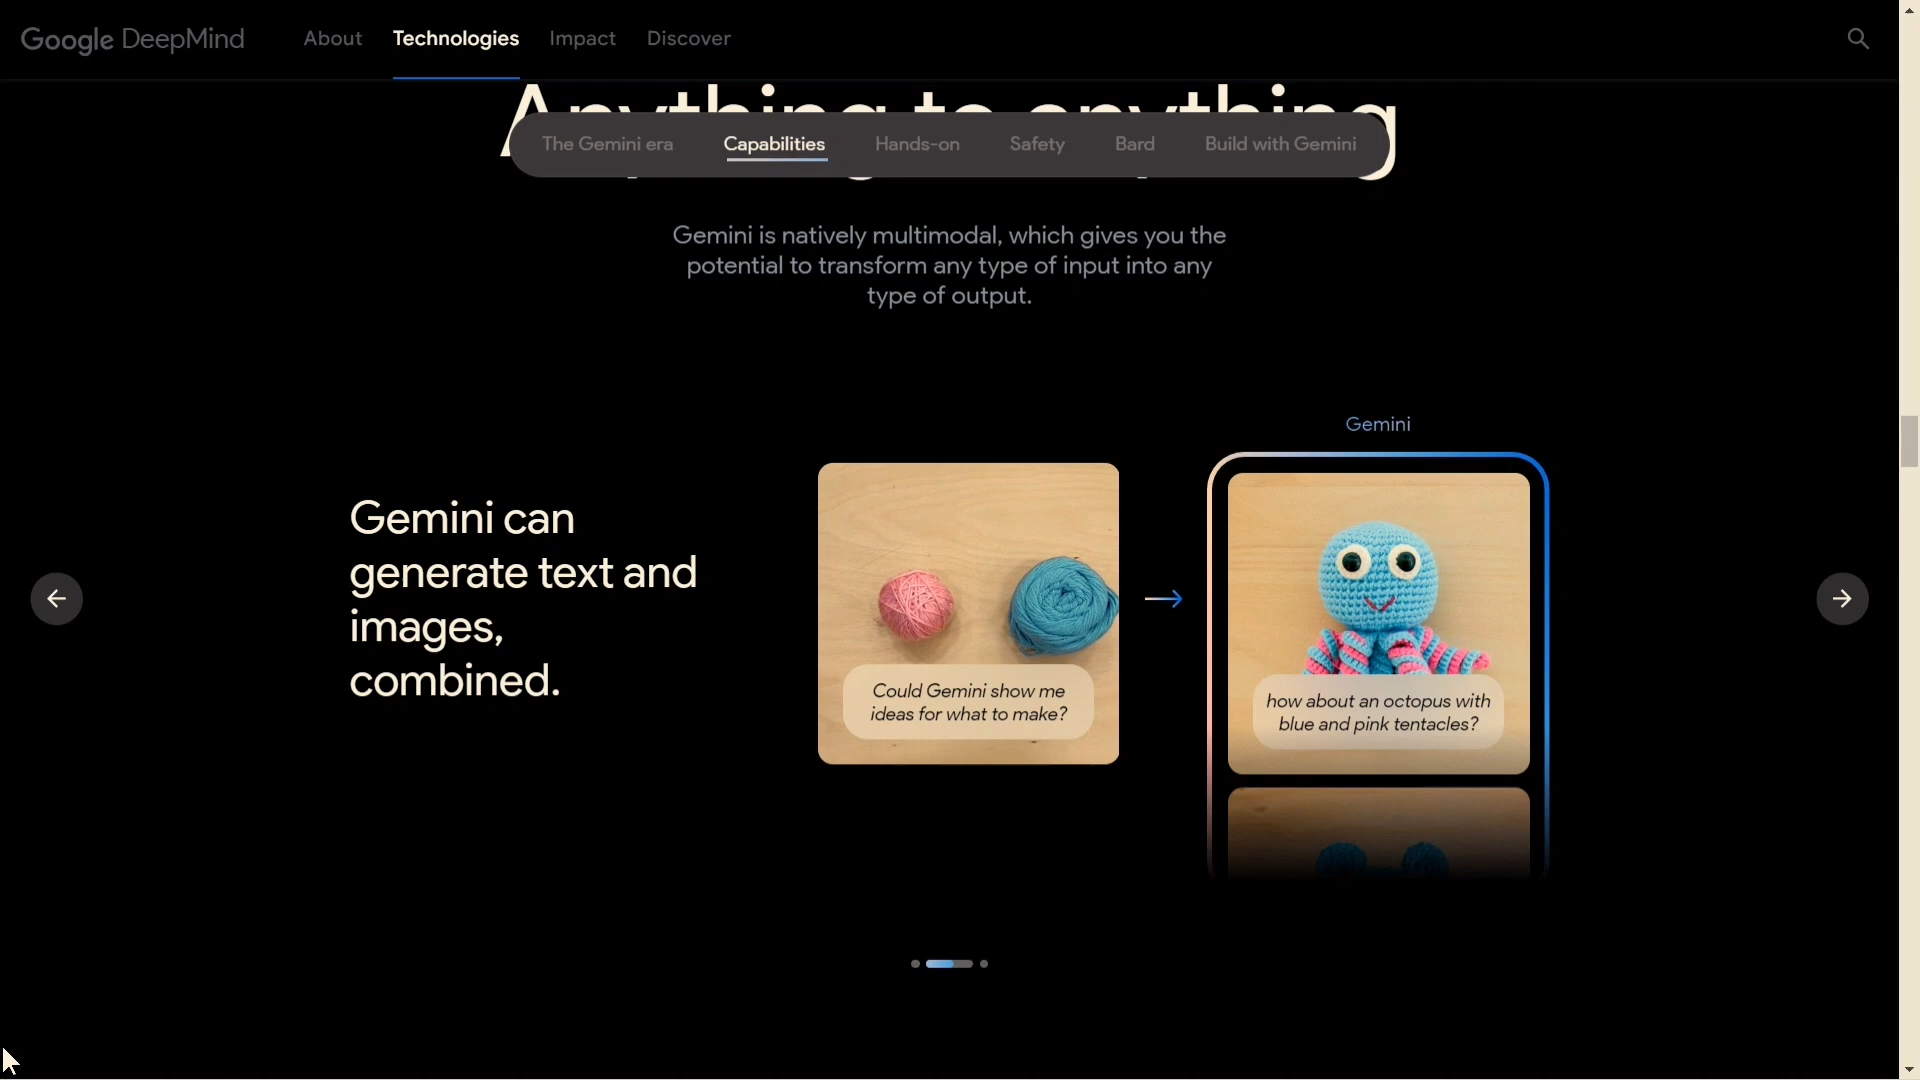 Google DeepMind
About
Technologies
Impact
Discover
Anything to anything
The Gemini era
Capabilities
Hands-on
Safety
Bard
Build with Gemini
Gemini is natively multimodal, which gives you the
potential to transform any type of input into any
type of output.
Gemini can
generate text and
images,
combined.
Could Gemini show me
ideas for what to make?
Gemini
how about an octopus with
blue and pink tentacles?